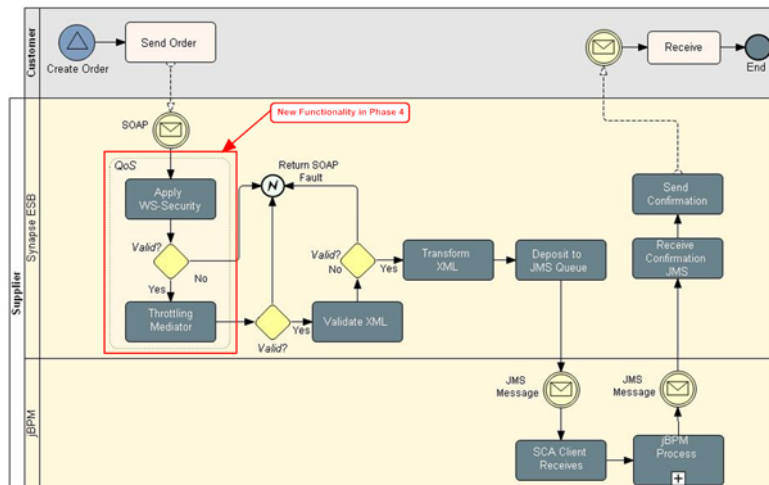 Customer
Create Order
Send Order
Receive
End
New Functionality in Phase 4
Supplier
Synapse ESB
SOAP
QoS
Apply
WS-Security
Valid?
No
Yes
Throttling
Mediator
Return SOAP
Fault
Valid?
Yes
Validate XML
Valid?
No
Yes
Transform
XML
Deposit to
JMS Queue
Send
Confirmation
Receive
Confirmation
JMS
jBPM
JMS
Message
JMS
Message
SCA Client
Receives
jBPM
Process